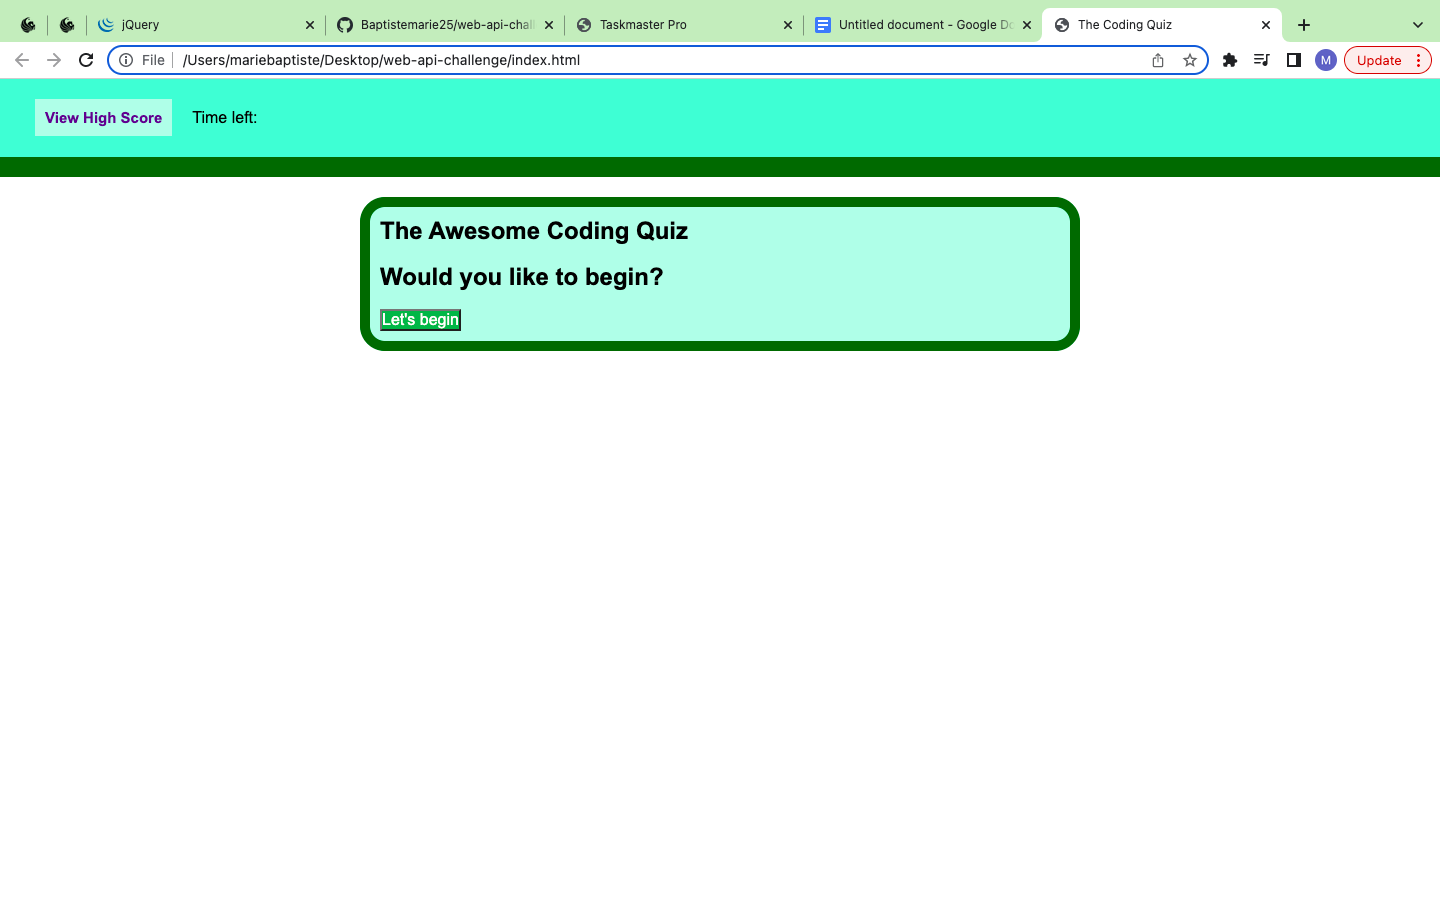 jQuery
Baptistemarie25/web-api-chall
Taskmaster Pro
Untitled document - Google Do
The Coding Quiz
File
/Users/mariebaptiste/Desktop/web-api-challenge/index.html
M
Update
View High Score
Time left:
The Awesome Coding Quiz
Would you like to begin?
Let's begin